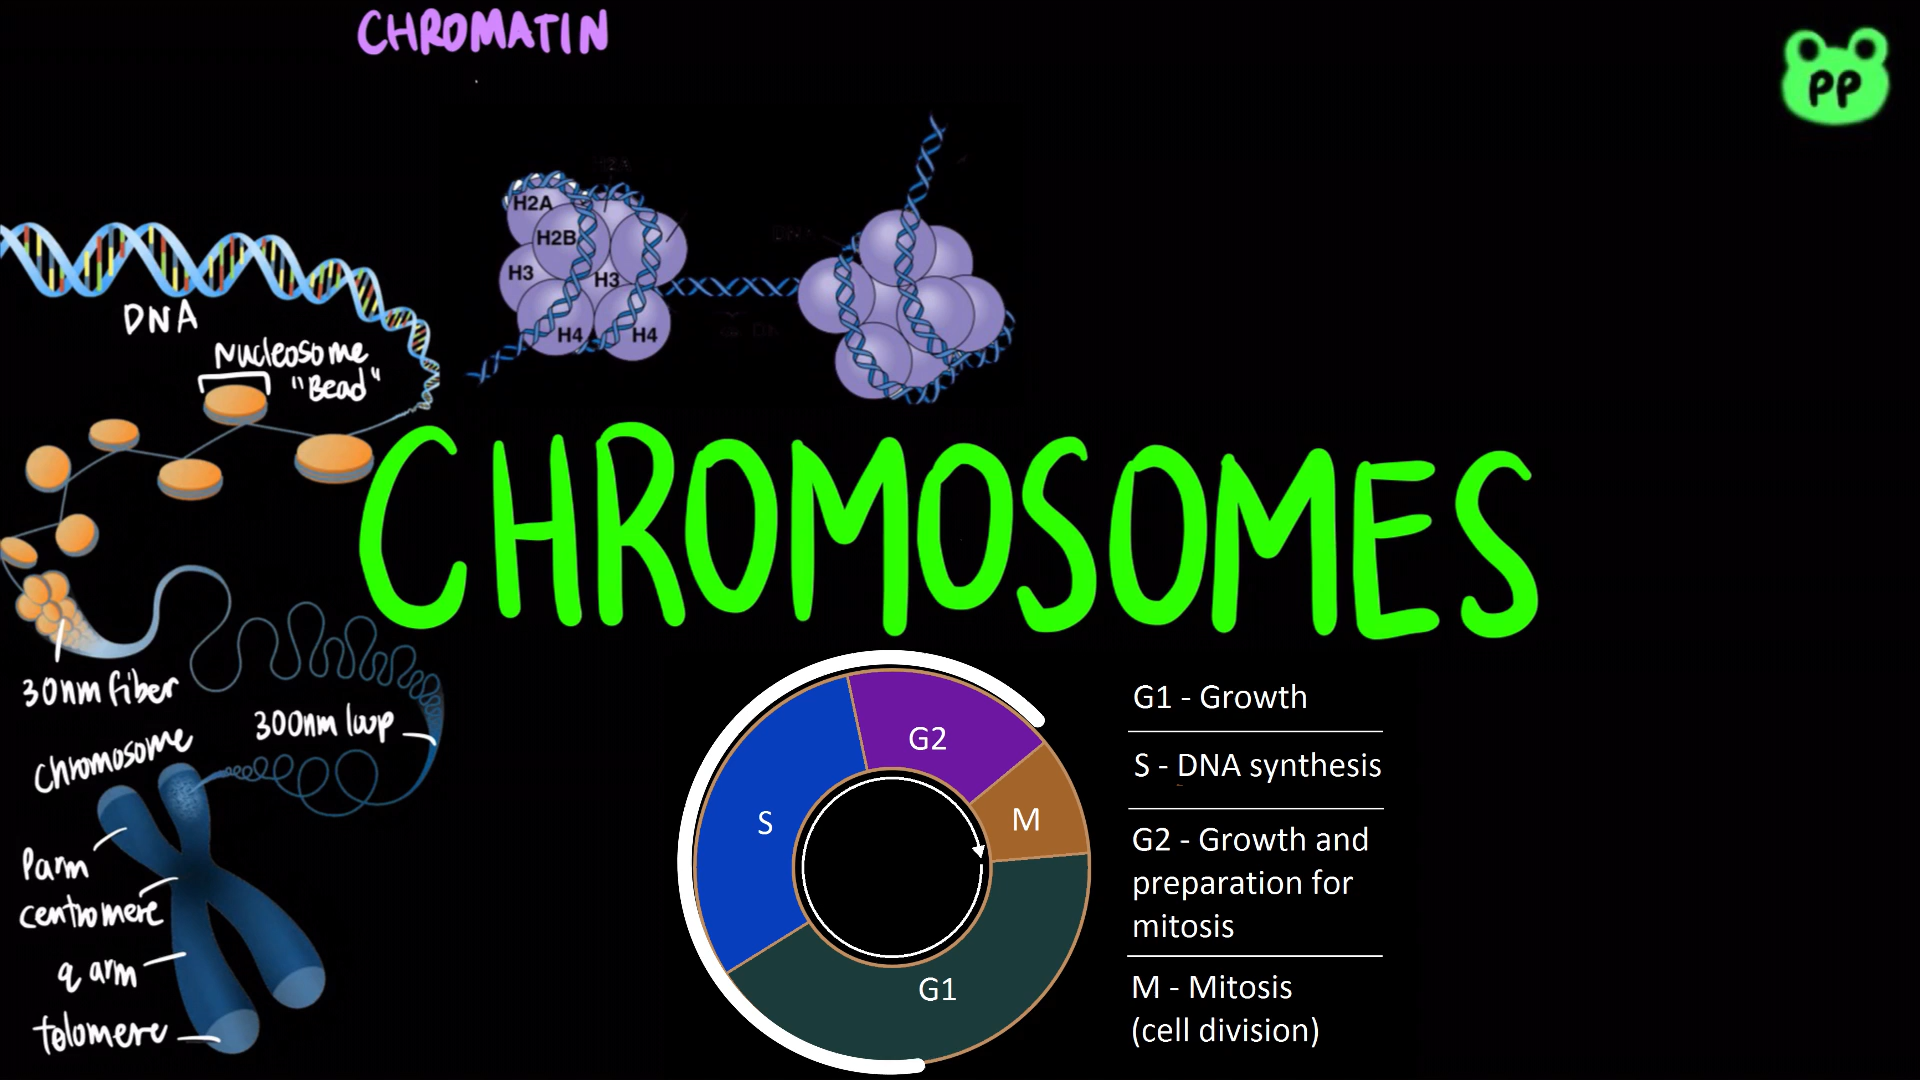 CHROMATIN
PP
H2A
H2B
H3
H3
H4
H4
DNA
Nucleosome
"Bead"
CHROMOSOMES
30nm fiber
300nm loop
Chromosome
P arm
centromere
q arm
telomere
G2
S
M
G1
G1 - Growth
S - DNA synthesis
G2 - Growth and
preparation for
mitosis
M - Mitosis
(cell division)